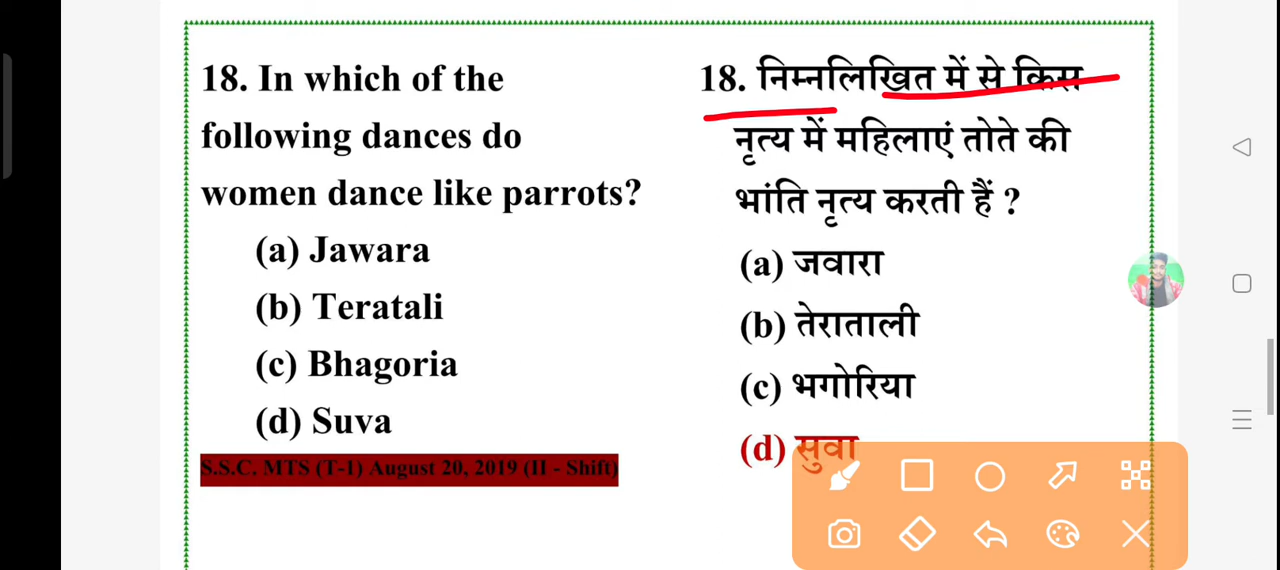 18. In which of the
following dances do
women dance like parrots?
(a) Jawara
(b) Teratali
(c) Bhagoria
(d) Suva
S.S.C. MTS (T-1) August 20, 2019 (II - Shift)
18. निम्नलिखित में से किस
नृत्य में महिलाएं तोते की
भांति नृत्य करती हैं ?
(a) जवारा
(b) तेराताली
(c) भगोरिया
(d) सुवा